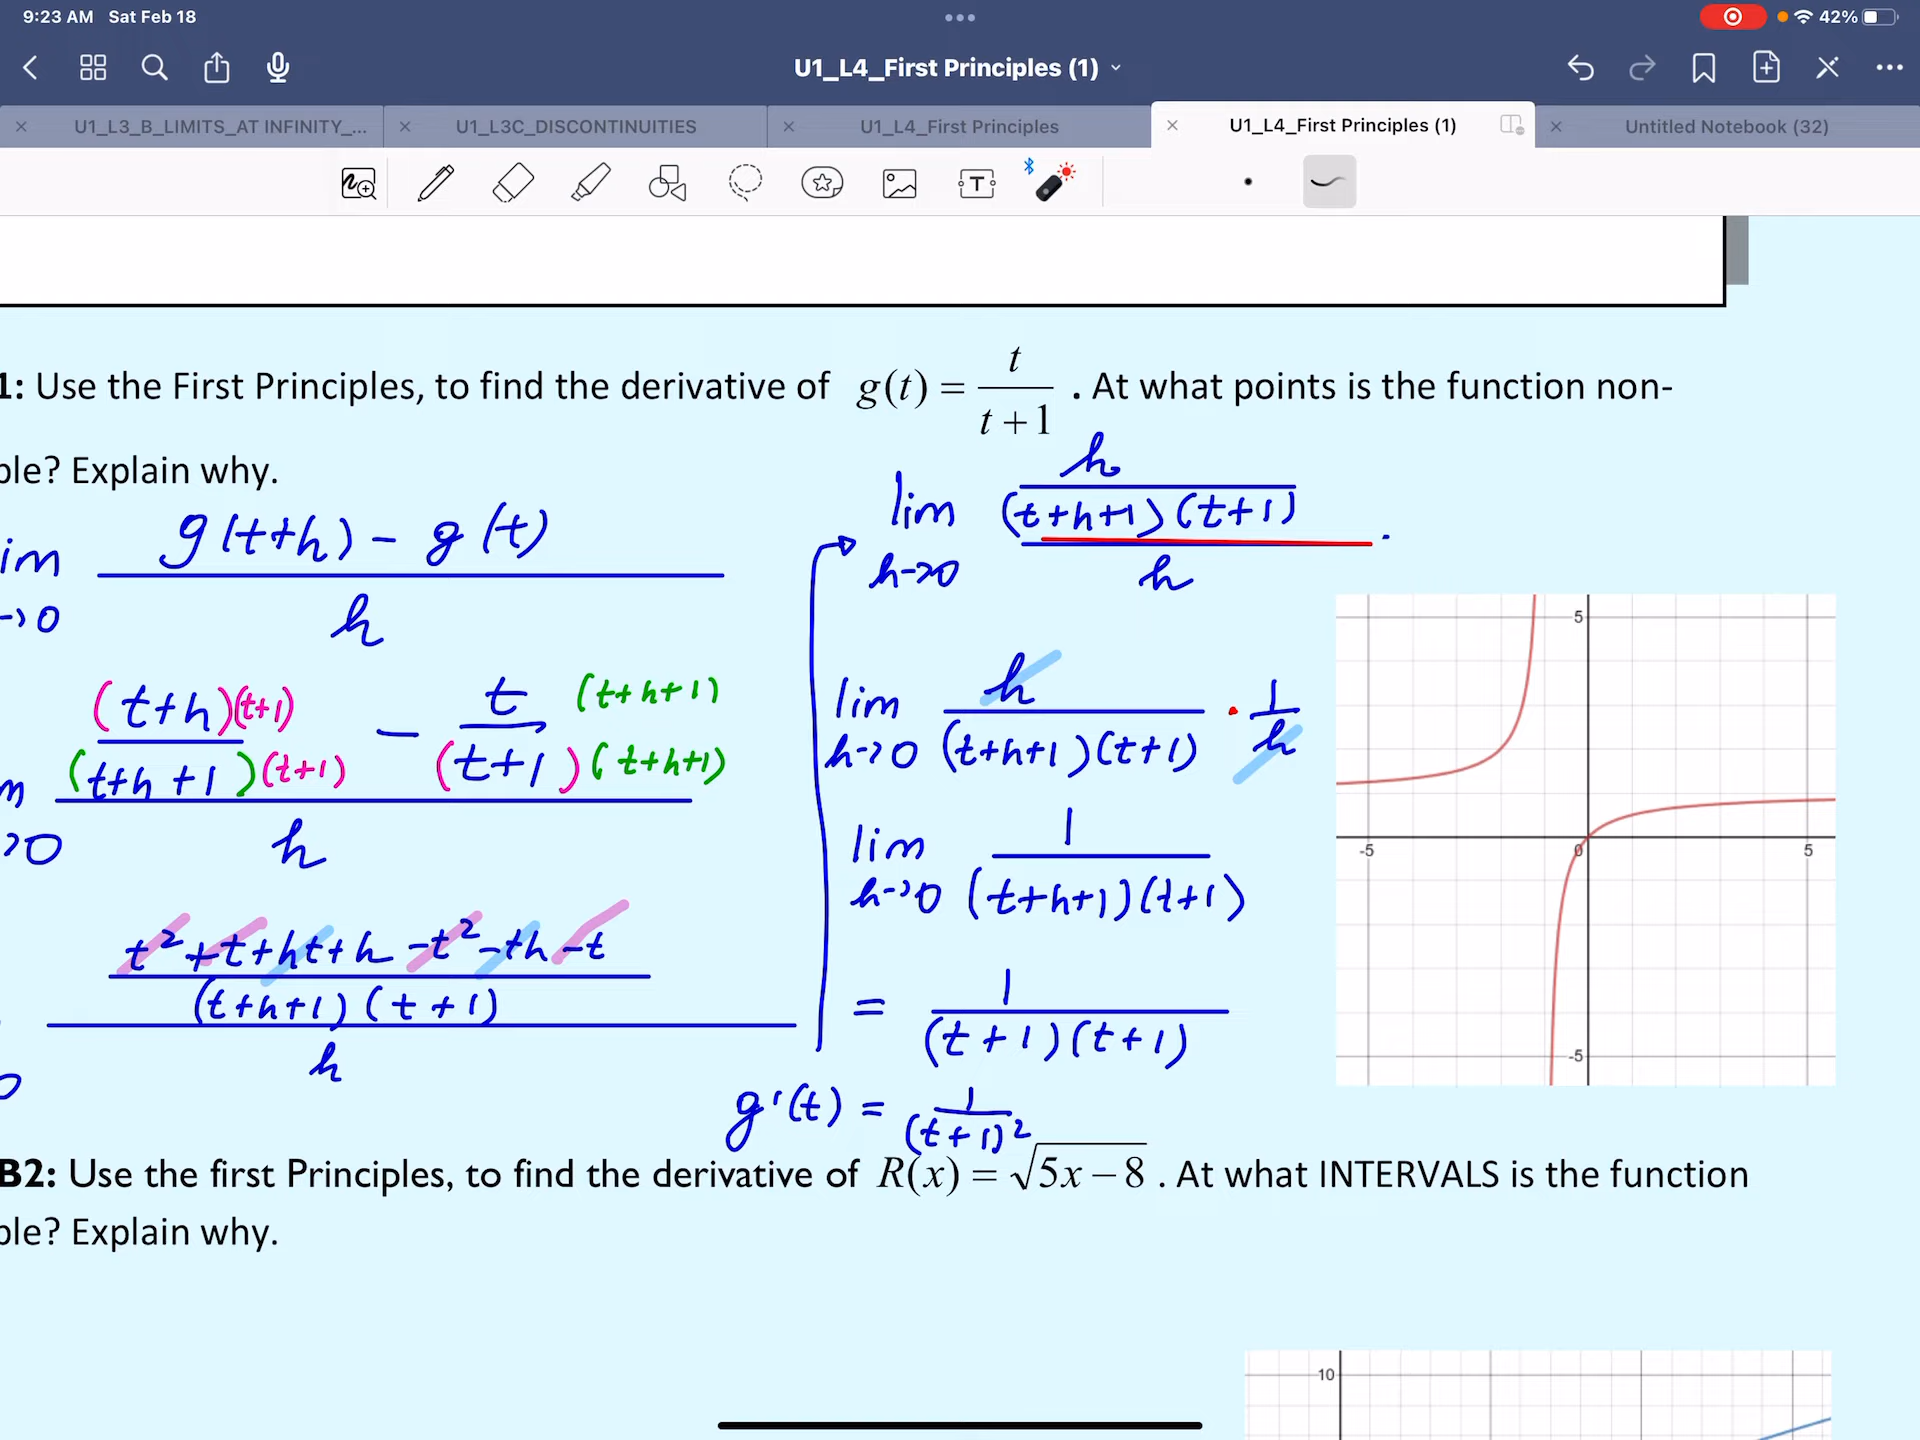 9:23 AM Sat Feb 18
42%
U1_L4_First Principles (1)
U1_L3_B_LIMITS_AT INFINITY_...
U1_L3C_DISCONTINUITIES
U1_L4_First Principles
U1_L4_First Principles (1)
Untitled Notebook (32)
1: Use the First Principles, to find the derivative of g(t) = t / t + 1 . At what points is the function non-
ble? Explain why.
im →0 g(t+h) - g(t) / h
m →0 (t+h)(t+1) / (t+h+1)(t+1) - t (t+h+1) / (t+1)(t+h+1) / h
0 t² + t + ht + h - t² - th - t / (t+h+1)(t+1) / h
lim h→0 h / (t+h+1)(t+1) / h
lim h→0 h / (t+h+1)(t+1) · 1/h
lim h→0 1 / (t+h+1)(t+1)
= 1 / (t+1)(t+1)
g'(t) = 1 / (t+1)²
5
-5
0
5
-5
B2: Use the first Principles, to find the derivative of R(x) = √5x − 8 . At what INTERVALS is the function
ble? Explain why.
10